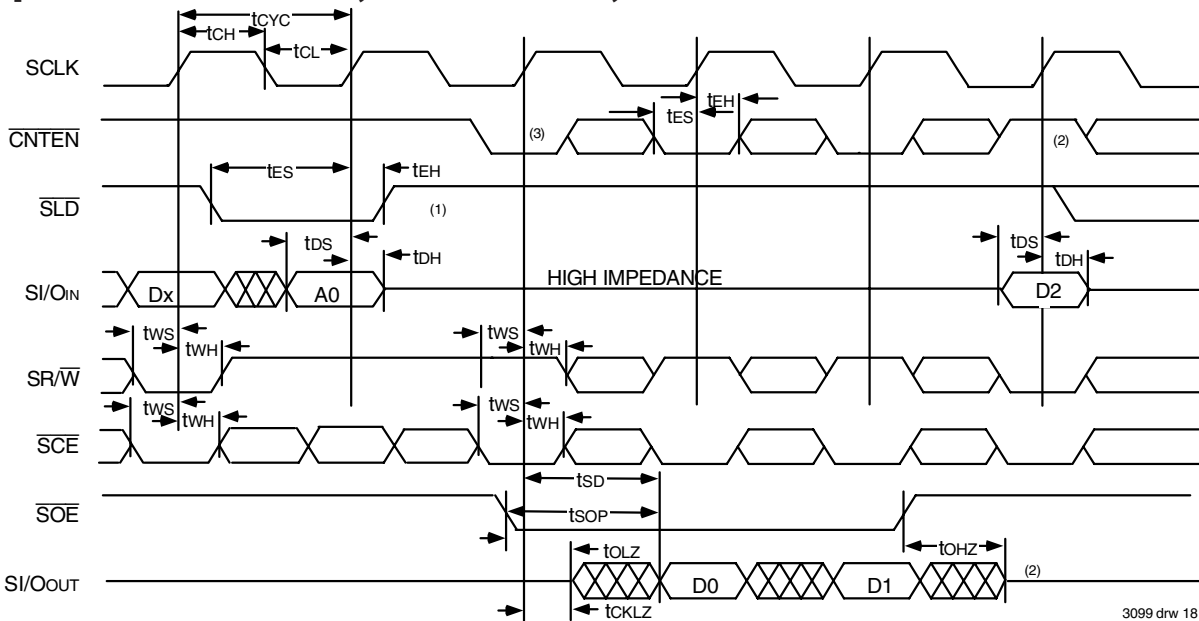 tCYC
tCH
tCL
SCLK
tES
tEH
CNTEN
(3)
(2)
tES
tEH
SLD
(1)
tDS
tDH
tDS
tDH
SI/OIN
Dx
A0
HIGH IMPEDANCE
D2
tWS
tWH
tWS
tWH
SR/W
tWS
tWH
tWS
tWH
SCE
tSD
SOE
tSOP
tOLZ
tOHZ
SI/OOUT
D0
D1
(2)
tCKLZ
3099 drw 18